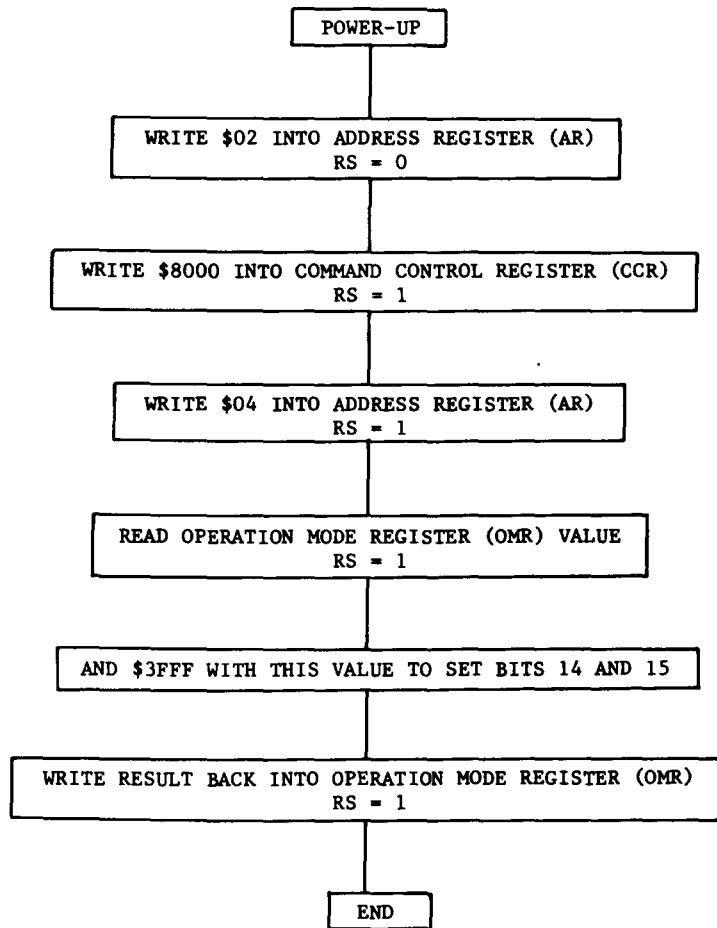 POWER-UP
WRITE $02 INTO ADDRESS REGISTER (AR)
RS = 0
WRITE $8000 INTO COMMAND CONTROL REGISTER (CCR)
RS = 1
WRITE $04 INTO ADDRESS REGISTER (AR)
RS = 1
READ OPERATION MODE REGISTER (OMR) VALUE
RS = 1
AND $3FFF WITH THIS VALUE TO SET BITS 14 AND 15
WRITE RESULT BACK INTO OPERATION MODE REGISTER (OMR)
RS = 1
END